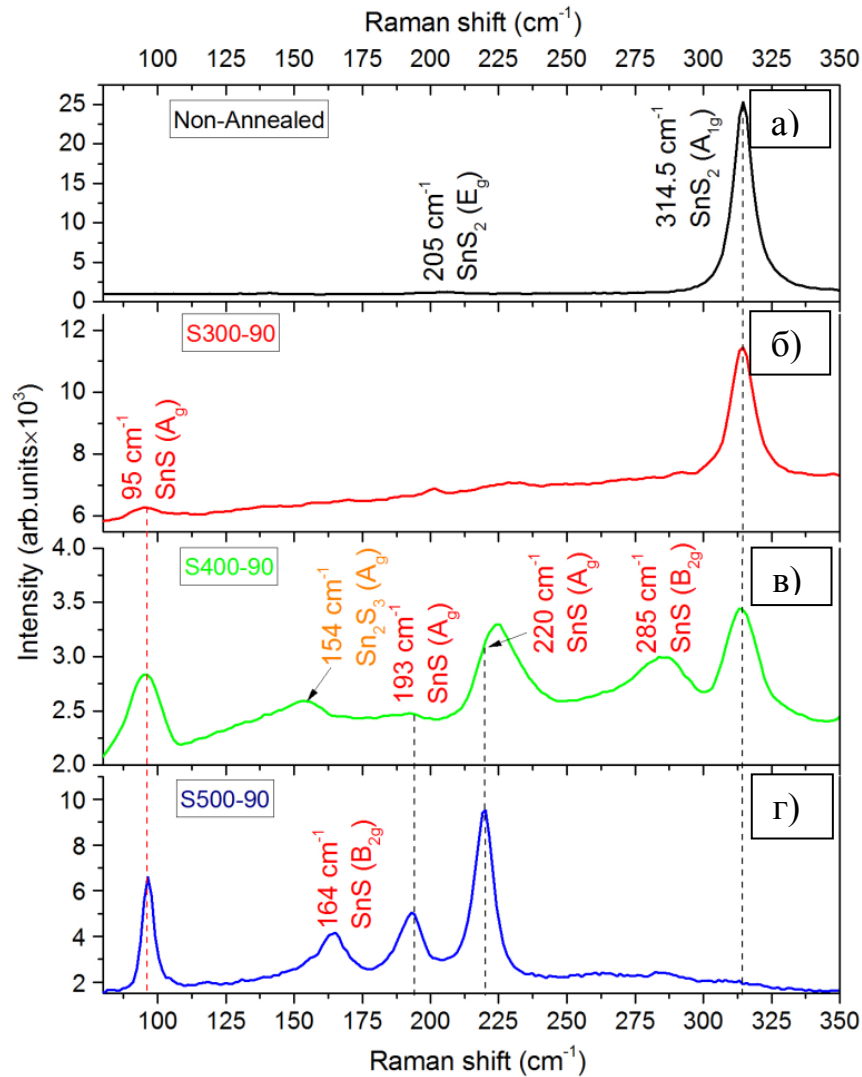 Raman shift (cm⁻¹)
100 125 150 175 200 225 250 275 300 325 350
Intensity (arb.units×10³)
Non-Annealed
а)
25
20
15
10
5
0
205 cm⁻¹
SnS₂ (E_g)
314.5 cm⁻¹
SnS₂ (A₁g)
S300-90
б)
12
10
8
6
95 cm⁻¹
SnS (A_g)
S400-90
в)
4.0
3.5
3.0
2.5
2.0
154 cm⁻¹
Sn₂S₃ (A_g)
193 cm⁻¹
SnS (A_g)
220 cm⁻¹
SnS (A_g)
285 cm⁻¹
SnS (B₂g)
S500-90
г)
10
8
6
4
2
164 cm⁻¹
SnS (B₂g)
100 125 150 175 200 225 250 275 300 325 350
Raman shift (cm⁻¹)